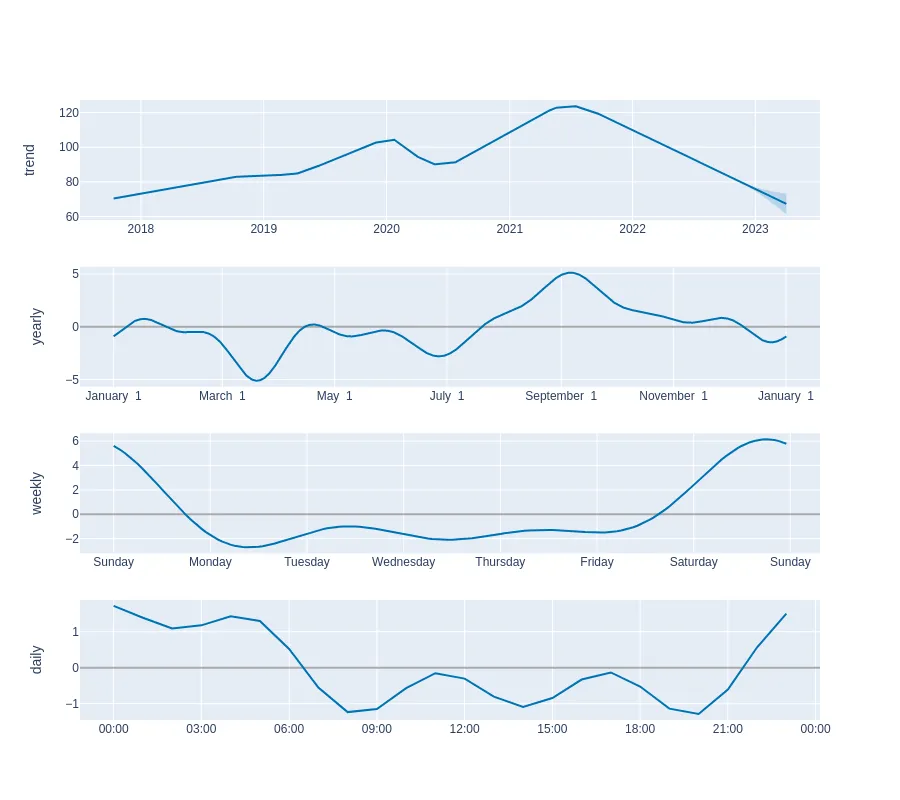 trend
120
100
80
60
2018 2019 2020 2021 2022 2023
yearly
5
0
−5
January 1 March 1 May 1 July 1 September 1 November 1 January 1
weekly
6
4
2
0
−2
Sunday Monday Tuesday Wednesday Thursday Friday Saturday Sunday
daily
1
0
−1
00:00 03:00 06:00 09:00 12:00 15:00 18:00 21:00 00:00